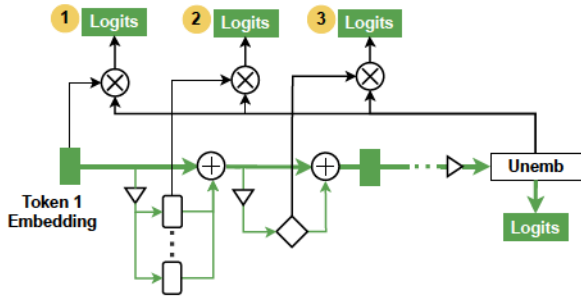 1 Logits 2 Logits 3 Logits
Token 1
Embedding
Unemb
Logits